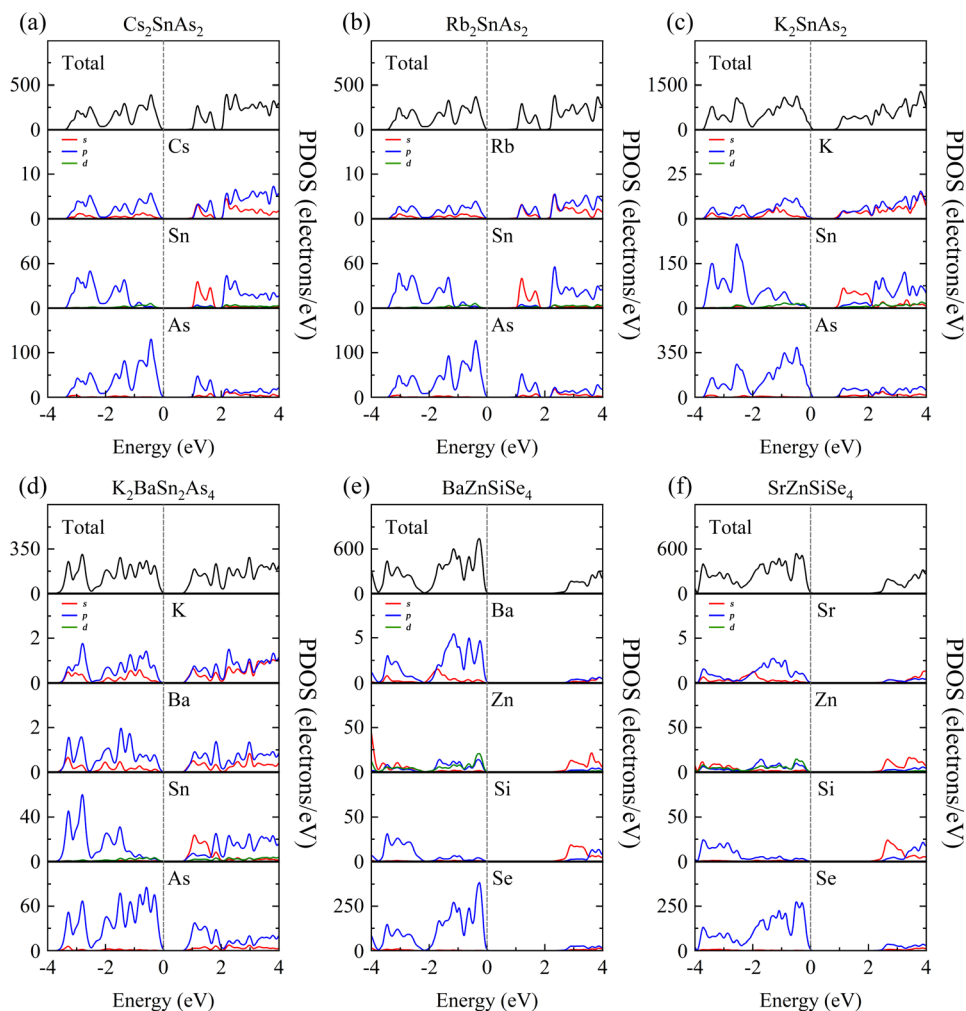 (a) Cs₂SnAs₂
Total
500
0
s
p
d
Cs
10
0
Sn
60
0
As
100
0
-4 -2 0 2 4
Energy (eV)
PDOS (electrons/eV)
(b) Rb₂SnAs₂
Total
500
0
s
p
d
Rb
10
0
Sn
60
0
As
100
0
-4 -2 0 2 4
Energy (eV)
PDOS (electrons/eV)
(c) K₂SnAs₂
Total
1500
0
s
p
d
K
25
0
Sn
150
0
As
350
0
-4 -2 0 2 4
Energy (eV)
PDOS (electrons/eV)
(d) K₂BaSn₂As₄
Total
350
0
s
p
d
K
2
0
Ba
2
0
Sn
40
0
As
60
0
-4 -2 0 2 4
Energy (eV)
PDOS (electrons/eV)
(e) BaZnSiSe₄
Total
600
0
s
p
d
Ba
5
0
Zn
50
0
Si
50
0
Se
250
0
-4 -2 0 2 4
Energy (eV)
PDOS (electrons/eV)
(f) SrZnSiSe₄
Total
600
0
s
p
d
Sr
5
0
Zn
50
0
Si
50
0
Se
250
0
-4 -2 0 2 4
Energy (eV)
PDOS (electrons/eV)